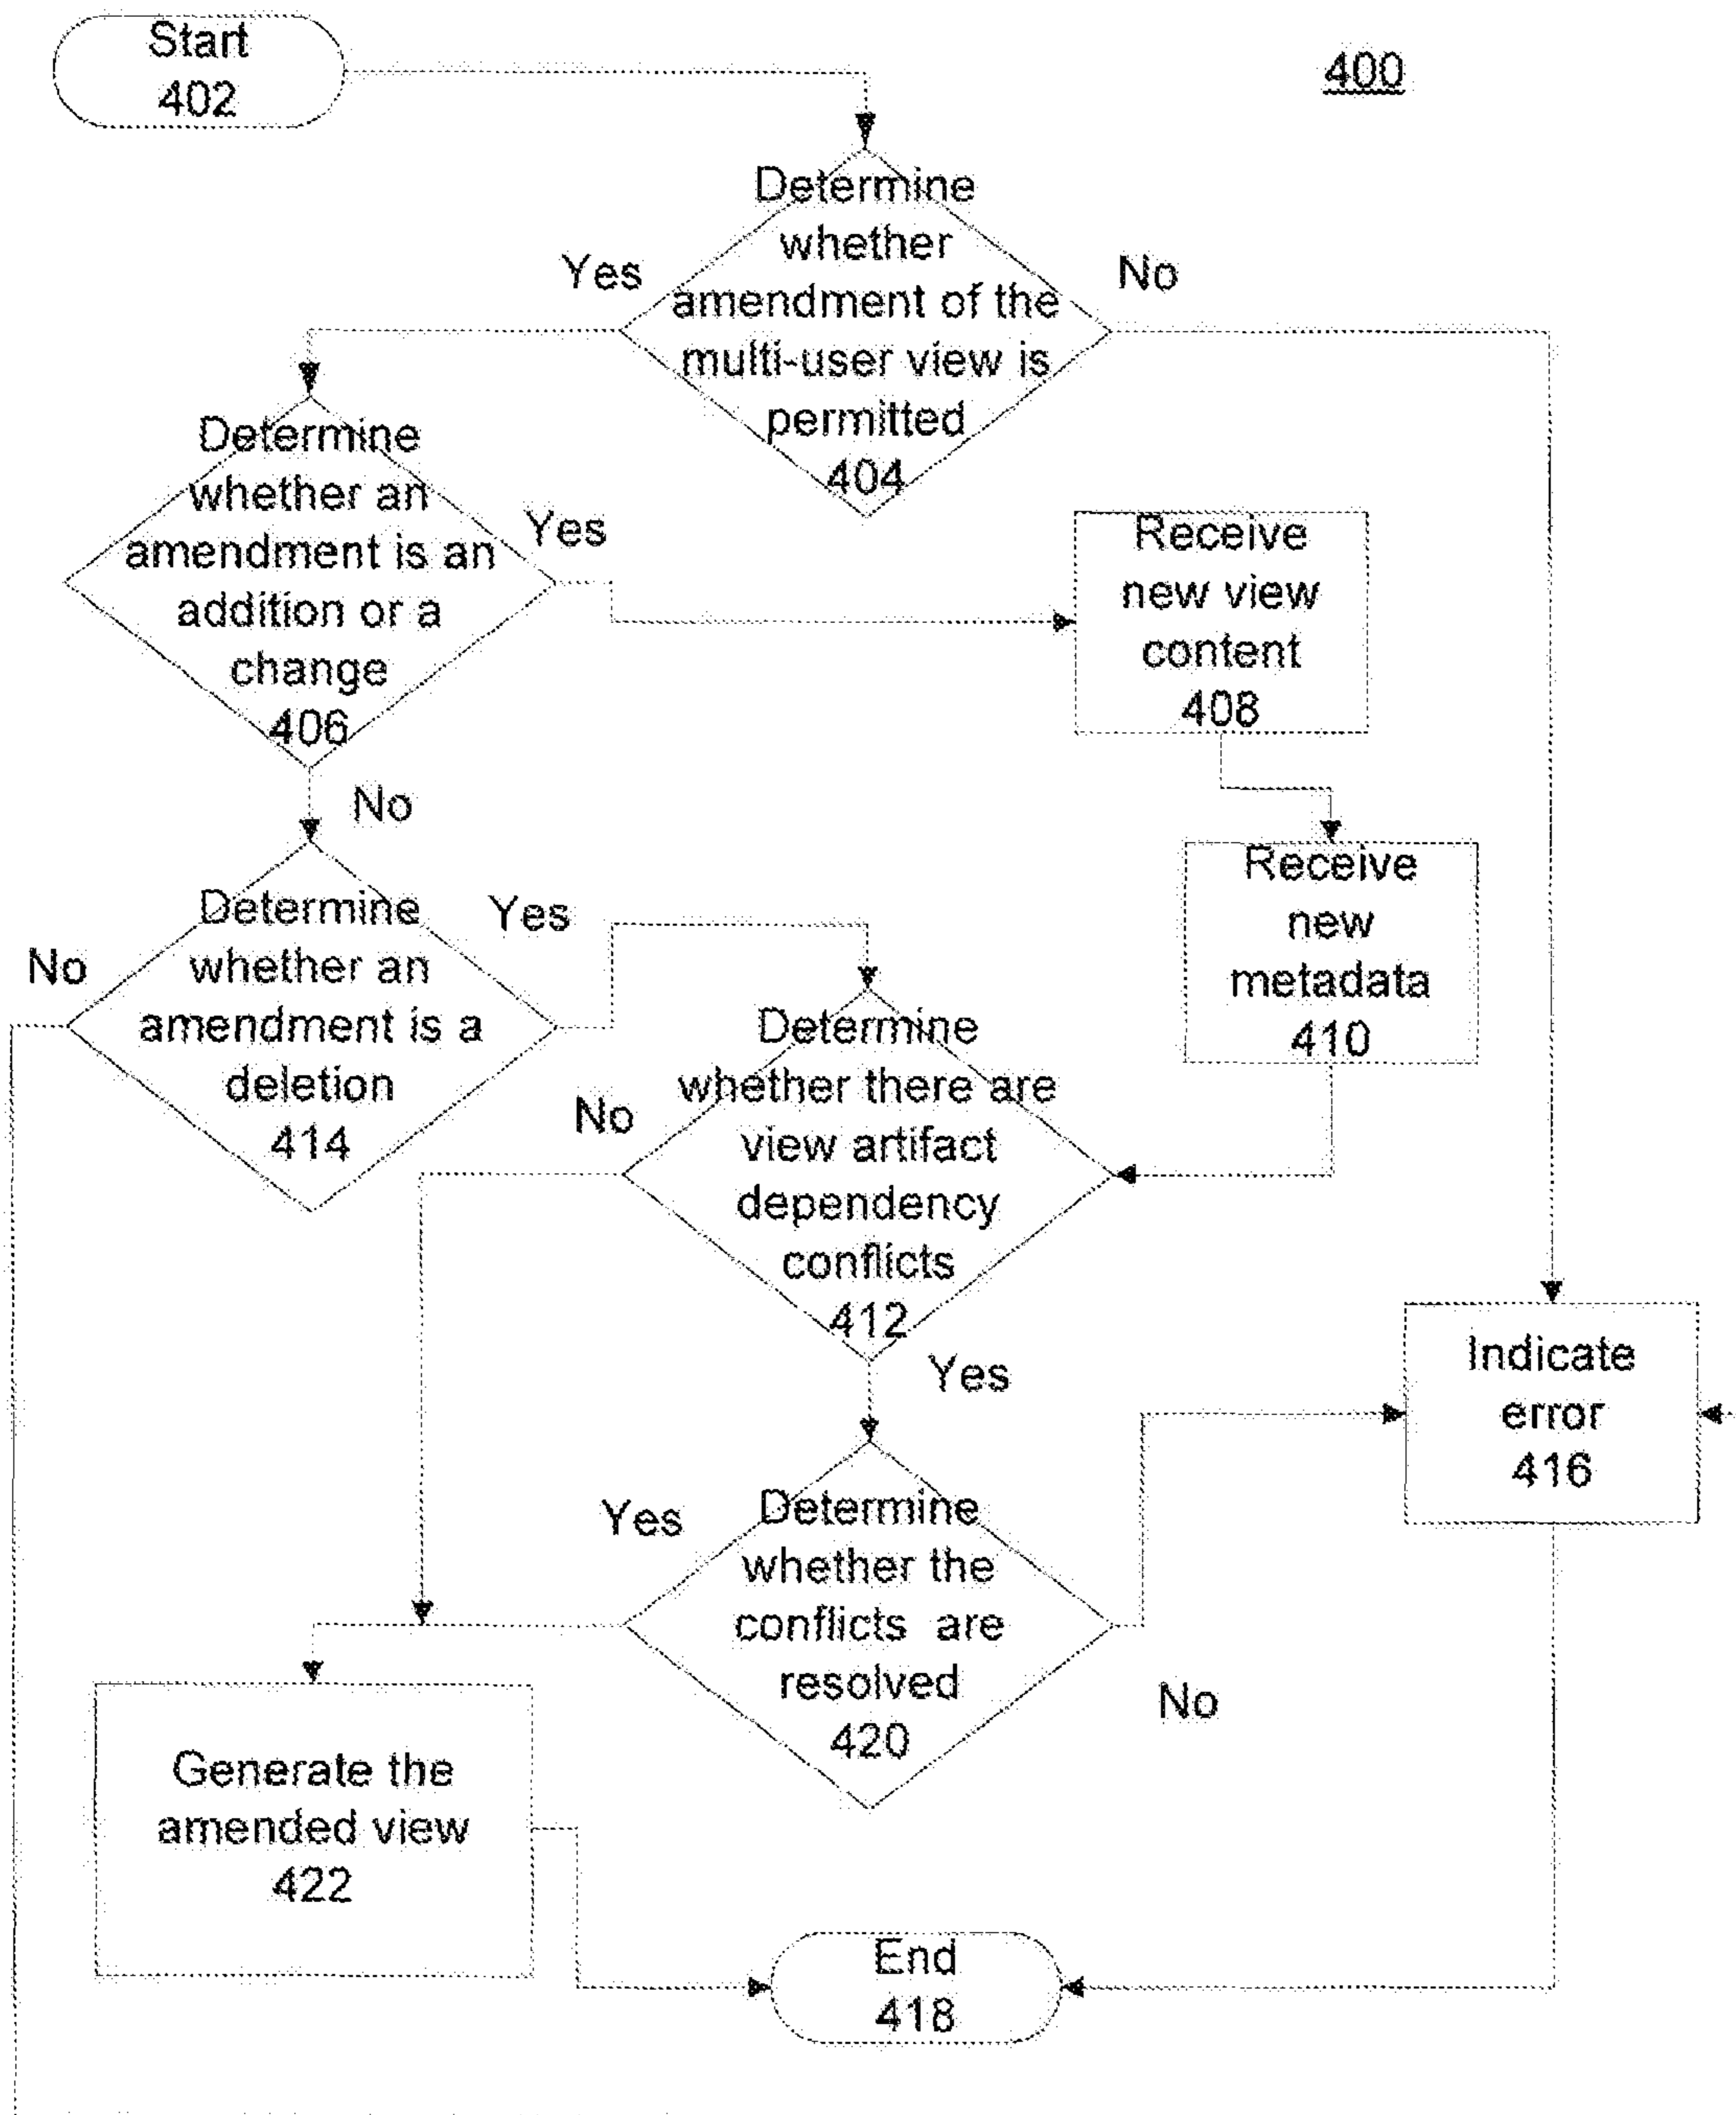 Start
402
400
Determine
whether
amendment of the
multi-user view is
permitted
404
Yes
No
Determine
whether an
amendment is an
addition or a
change
406
Yes
No
Receive
new view
content
408
Receive
new
metadata
410
Determine
whether an
amendment is a
deletion
414
No
Yes
Determine
whether there are
view artifact
dependency
conflicts
412
No
Yes
Indicate
error
416
Determine
whether the
conflicts are
resolved
420
Yes
No
Generate the
amended view
422
End
418